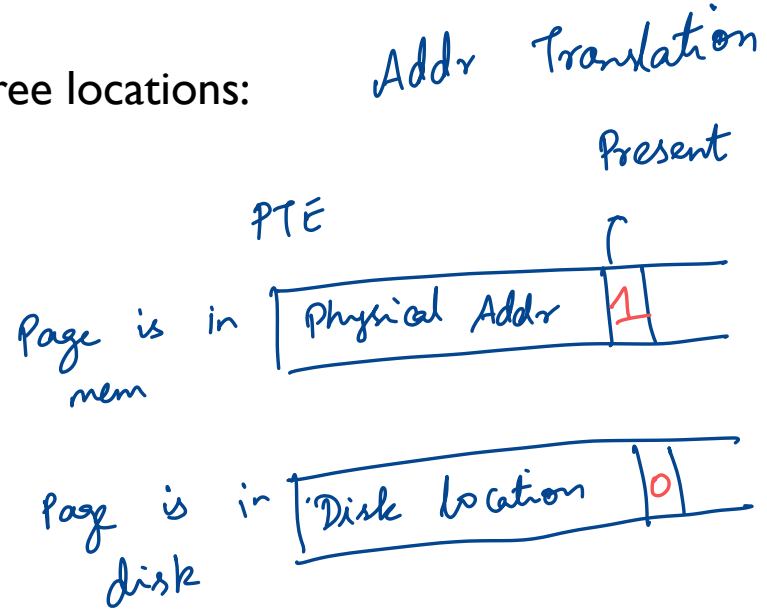 ree locations:
Addr Translation
Present
PTE
Page is in mem
Physical Addr 1
Page is in disk
Disk location 0